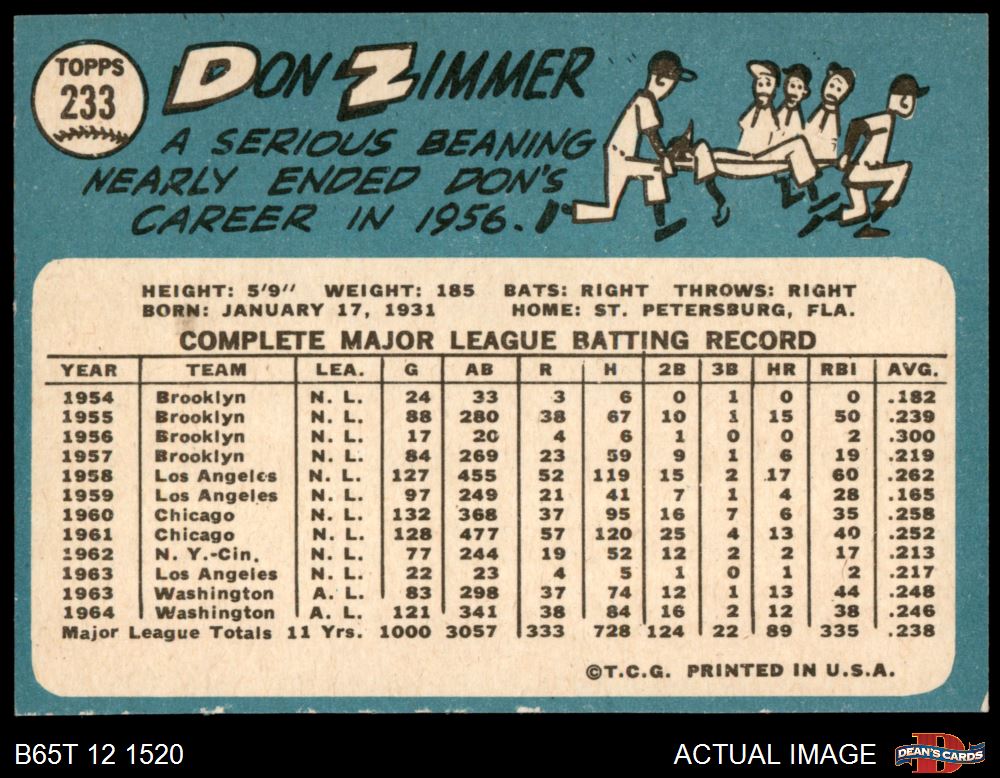 TOPPS
233
DON ZIMMER
A SERIOUS BEANING
NEARLY ENDED DON'S
CAREER IN 1956.
HEIGHT: 5'9" WEIGHT: 185 BATS: RIGHT THROWS: RIGHT
BORN: JANUARY 17, 1931 HOME: ST. PETERSBURG, FLA.
COMPLETE MAJOR LEAGUE BATTING RECORD
YEAR TEAM LEA. G AB R H 2B 3B HR RBI AVG.
1954 Brooklyn N. L. 24 33 3 6 0 1 0 0 .182
1955 Brooklyn N. L. 88 280 38 67 10 1 15 50 .239
1956 Brooklyn N. L. 17 20 4 6 1 0 0 2 .300
1957 Brooklyn N. L. 84 269 23 59 9 1 6 19 .219
1958 Los Angeles N. L. 127 455 52 119 15 2 17 60 .262
1959 Los Angeles N. L. 97 249 21 41 7 1 4 28 .165
1960 Chicago N. L. 132 368 37 95 16 7 6 35 .258
1961 Chicago N. L. 128 477 57 120 25 4 13 40 .252
1962 N. Y.-Cin. N. L. 77 244 19 52 12 2 2 17 .213
1963 Los Angeles N. L. 22 23 4 5 1 0 1 2 .217
1963 Washington A. L. 83 298 37 74 12 1 13 44 .248
1964 Washington A. L. 121 341 38 84 16 2 12 38 .246
Major League Totals 11 Yrs. 1000 3057 333 728 124 22 89 335 .238
©T.C.G. PRINTED IN U.S.A.
B65T 12 1520
ACTUAL IMAGE
DEAN'S CARDS